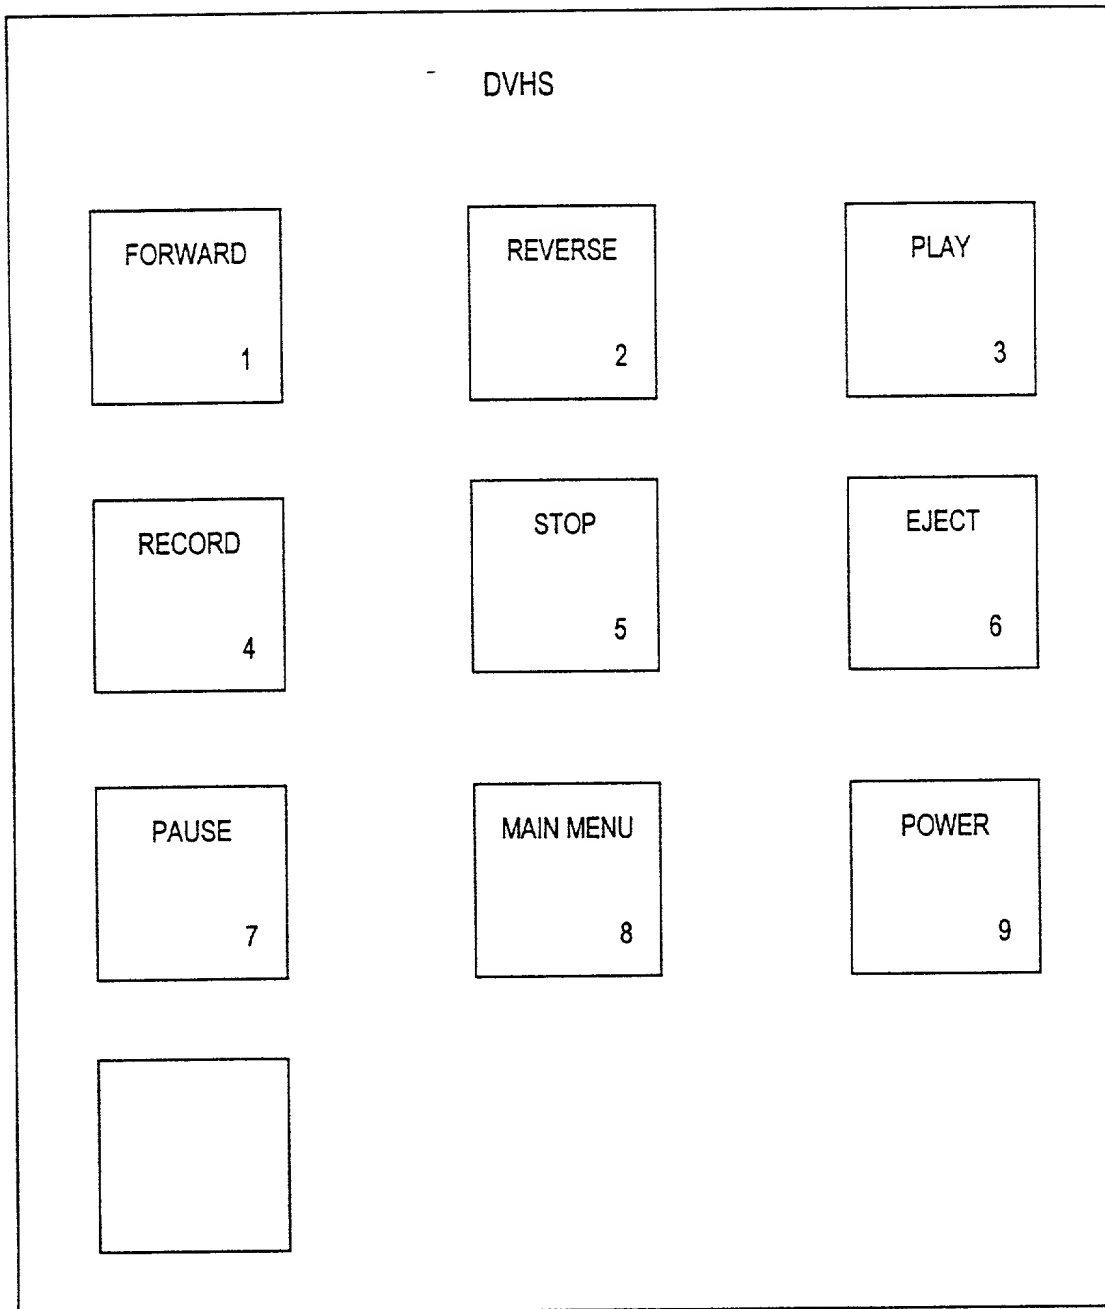 DVHS
FORWARD
1
REVERSE
2
PLAY
3
RECORD
4
STOP
5
EJECT
6
PAUSE
7
MAIN MENU
8
POWER
9